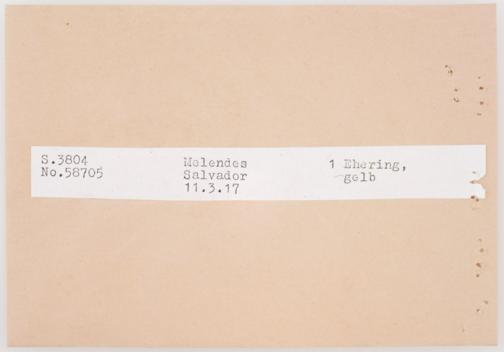 S.3804
No.58705
Melendes
Salvador
11.3.17
1 Ehering,
gelb